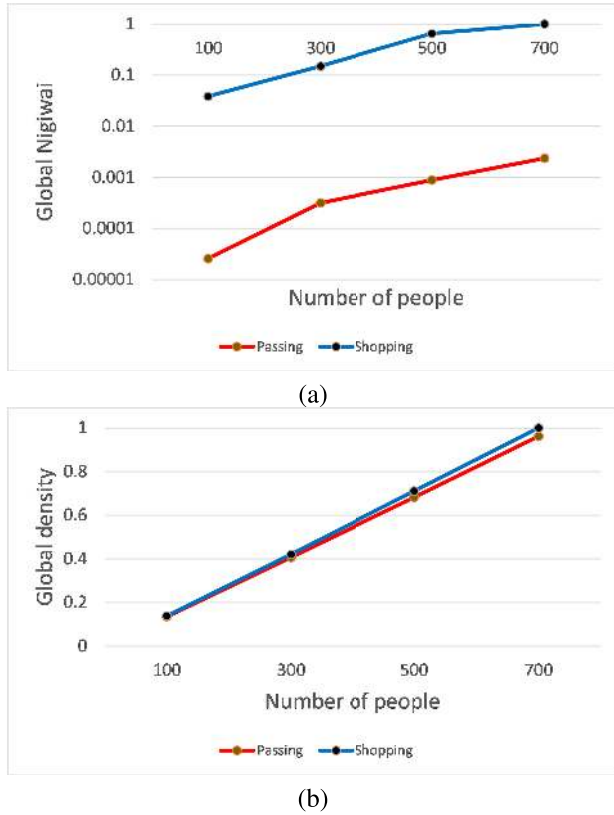 1
100 300 500 700
0.1
0.01
0.001
0.0001
0.00001
Global Nigiwai
Number of people
Passing Shopping
(a)
1
0.8
0.6
0.4
0.2
0
Global density
100 300 500 700
Number of people
Passing Shopping
(b)